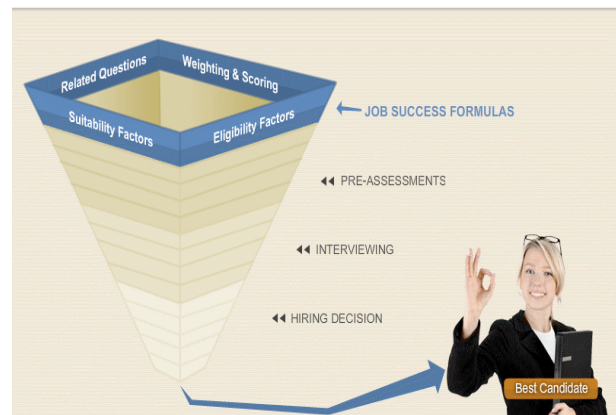 Related Questions
Weighting & Scoring
Suitability Factors
Eligibility Factors
JOB SUCCESS FORMULAS
PRE-ASSESSMENTS
INTERVIEWING
HIRING DECISION
Best Candidate